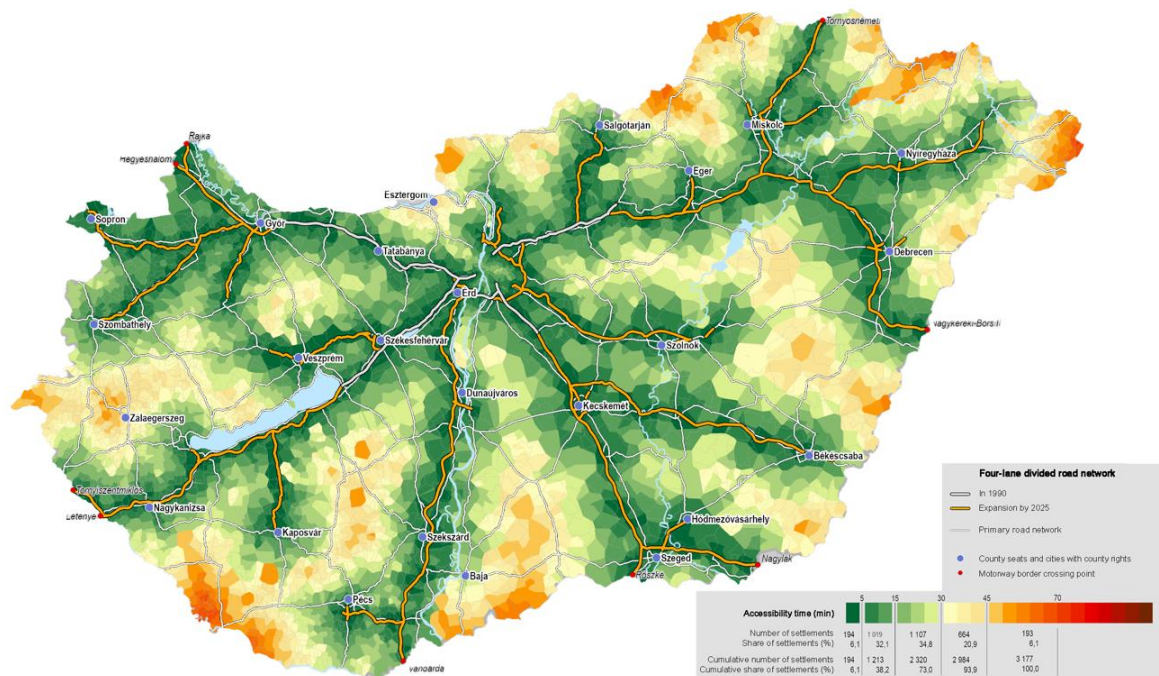 Tornyosnémeti
Salgótarján
Miskolc
Rajka
Hegyeshalom
Nyíregyháza
Eger
Esztergom
Sopron
Győr
Tatabánya
Debrecen
Érd
Szombathely
Nagykereki-Bors II
Székesfehérvár
Szolnok
Veszprém
Dunaújváros
Kecskemét
Zalaegerszeg
Békéscsaba
Tornyiszentmiklós
Nagykanizsa
Letenye
Hódmezővásárhely
Kaposvár
Szekszárd
Szeged
Nagylak
Röszke
Baja
Pécs
Ivándárda
Four-lane divided road network
In 1990
Expansion by 2025
Primary road network
County seats and cities with county rights
Motorway border crossing point
Accessibility time (min) 5 15 30 45 70
Number of settlements 194 1 019 1 107 664 193
Share of settlements (%) 6,1 32,1 34,8 20,9 6,1
Cumulative number of settlements 194 1 213 2 320 2 984 3 177
Cumulative share of settlements (%) 6,1 38,2 73,0 93,9 100,0